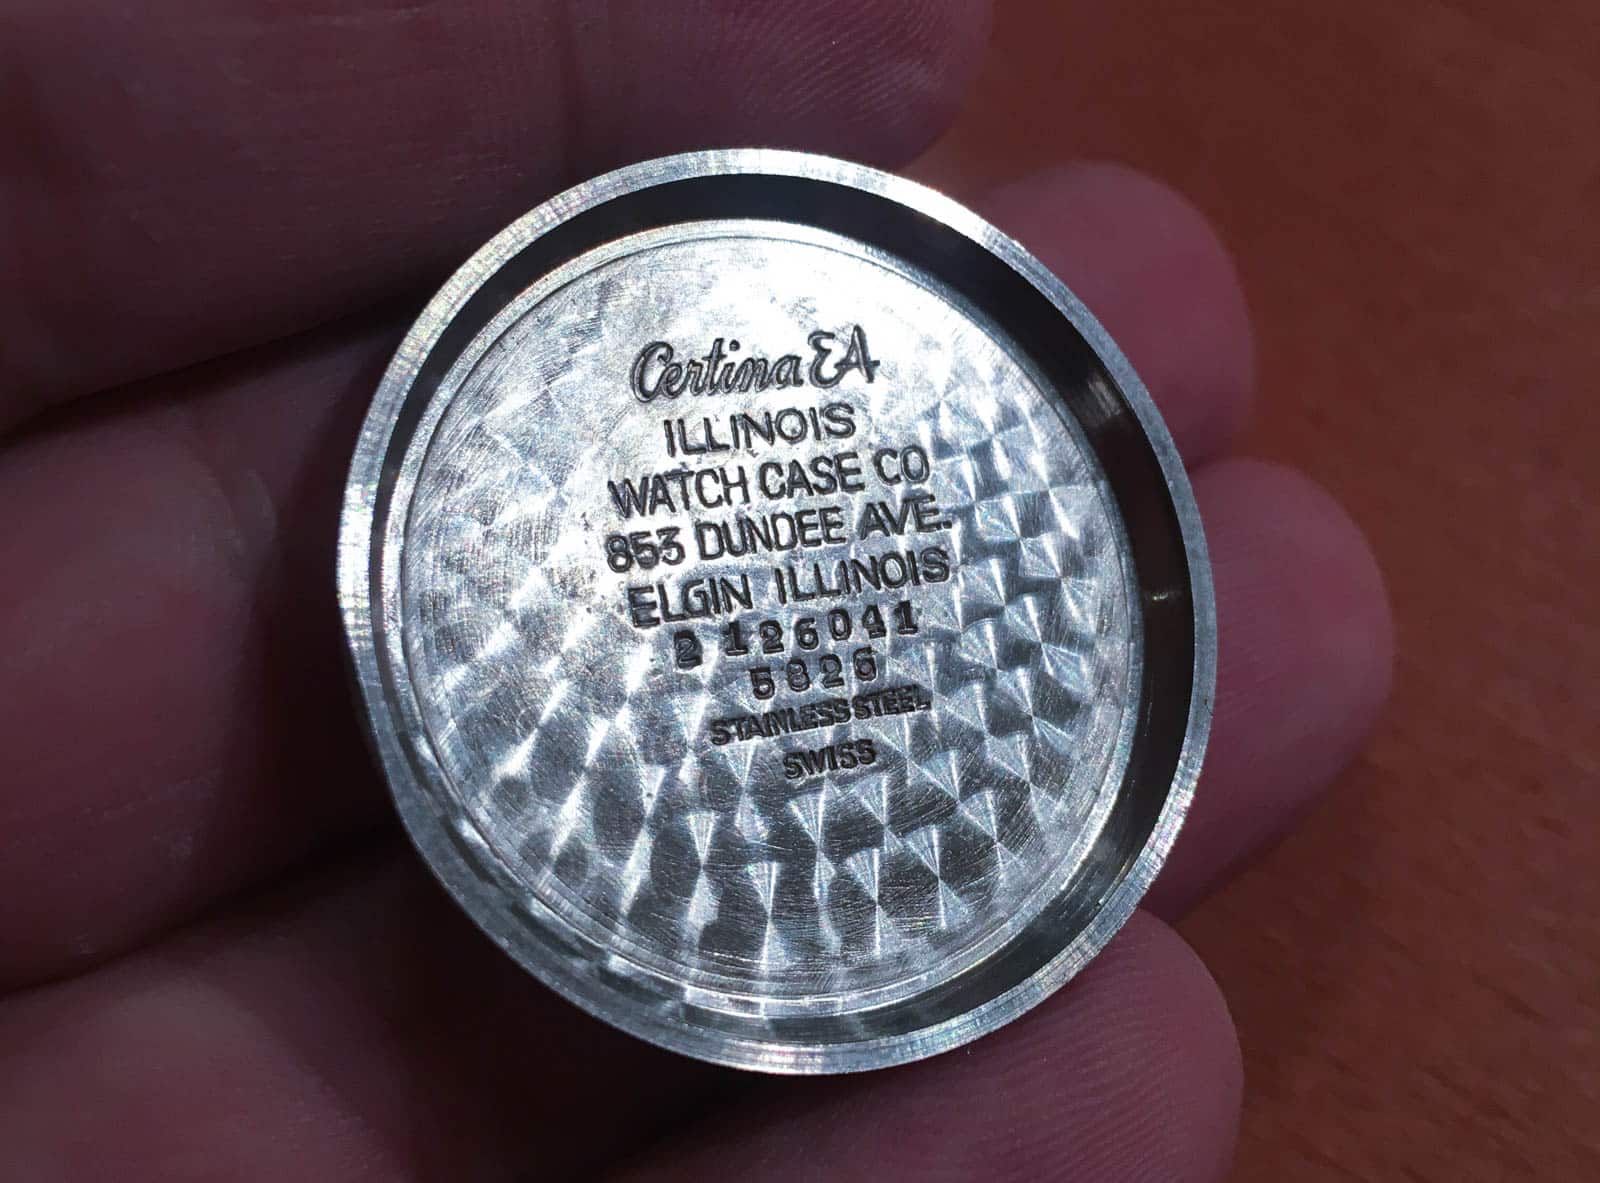 Certina EA
ILLINOIS
WATCH CASE CO
853 DUNDEE AVE.
ELGIN ILLINOIS
2 126041
5826
STAINLESS STEEL
SWISS